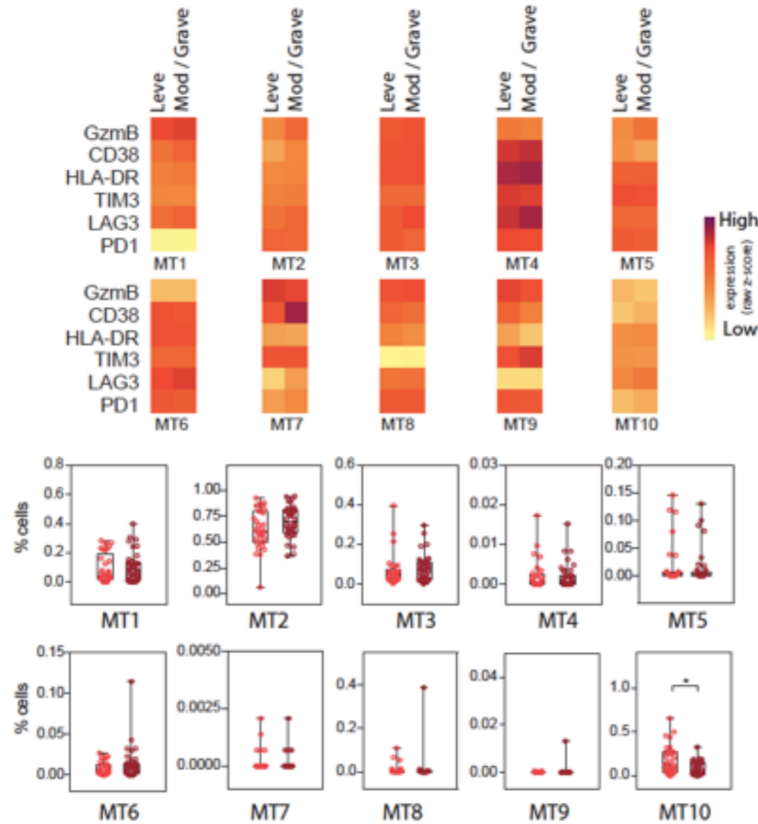 Leve
Mod / Grave
Leve
Mod / Grave
Leve
Mod / Grave
Leve
Mod / Grave
Leve
Mod / Grave
GzmB
CD38
HLA-DR
TIM3
LAG3
PD1
MT1 MT2 MT3 MT4 MT5
High
expression
(raw z-score)
Low
GzmB
CD38
HLA-DR
TIM3
LAG3
PD1
MT6 MT7 MT8 MT9 MT10
% cells
0.8
0.6
0.4
0.2
0.0
MT1
1.00
0.75
0.50
0.25
0.00
MT2
0.6
0.4
0.2
0.0
MT3
0.03
0.02
0.01
0.00
MT4
0.20
0.15
0.10
0.05
0.00
MT5
% cells
0.15
0.10
0.05
0.00
MT6
0.0050
0.0025
0.0000
MT7
0.4
0.2
0.0
MT8
0.04
0.02
0.00
MT9
1.0
0.5
0.0
*
MT10